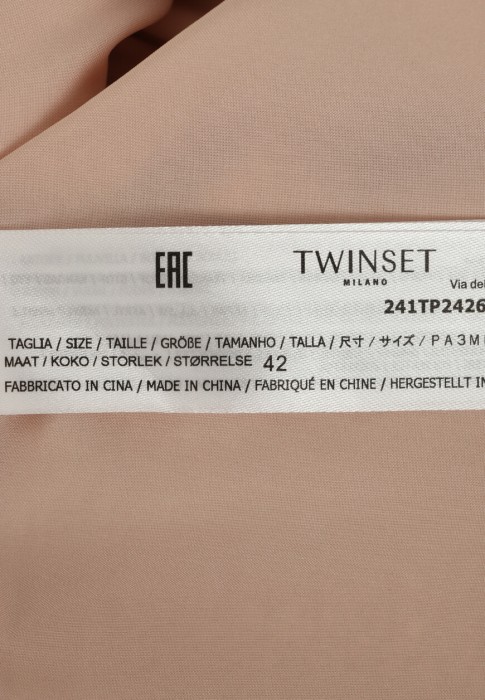 EAC TWINSET
MILANO
Via del
241TP2426
TAGLIA / SIZE / TAILLE / GRÖßE / TAMANHO / TALLA / 尺寸 / サイズ / РАЗМ
MAAT / KOKO / STORLEK / STØRRELSE 42
FABBRICATO IN CINA / MADE IN CHINA / FABRIQUÉ EN CHINE / HERGESTELLT IN